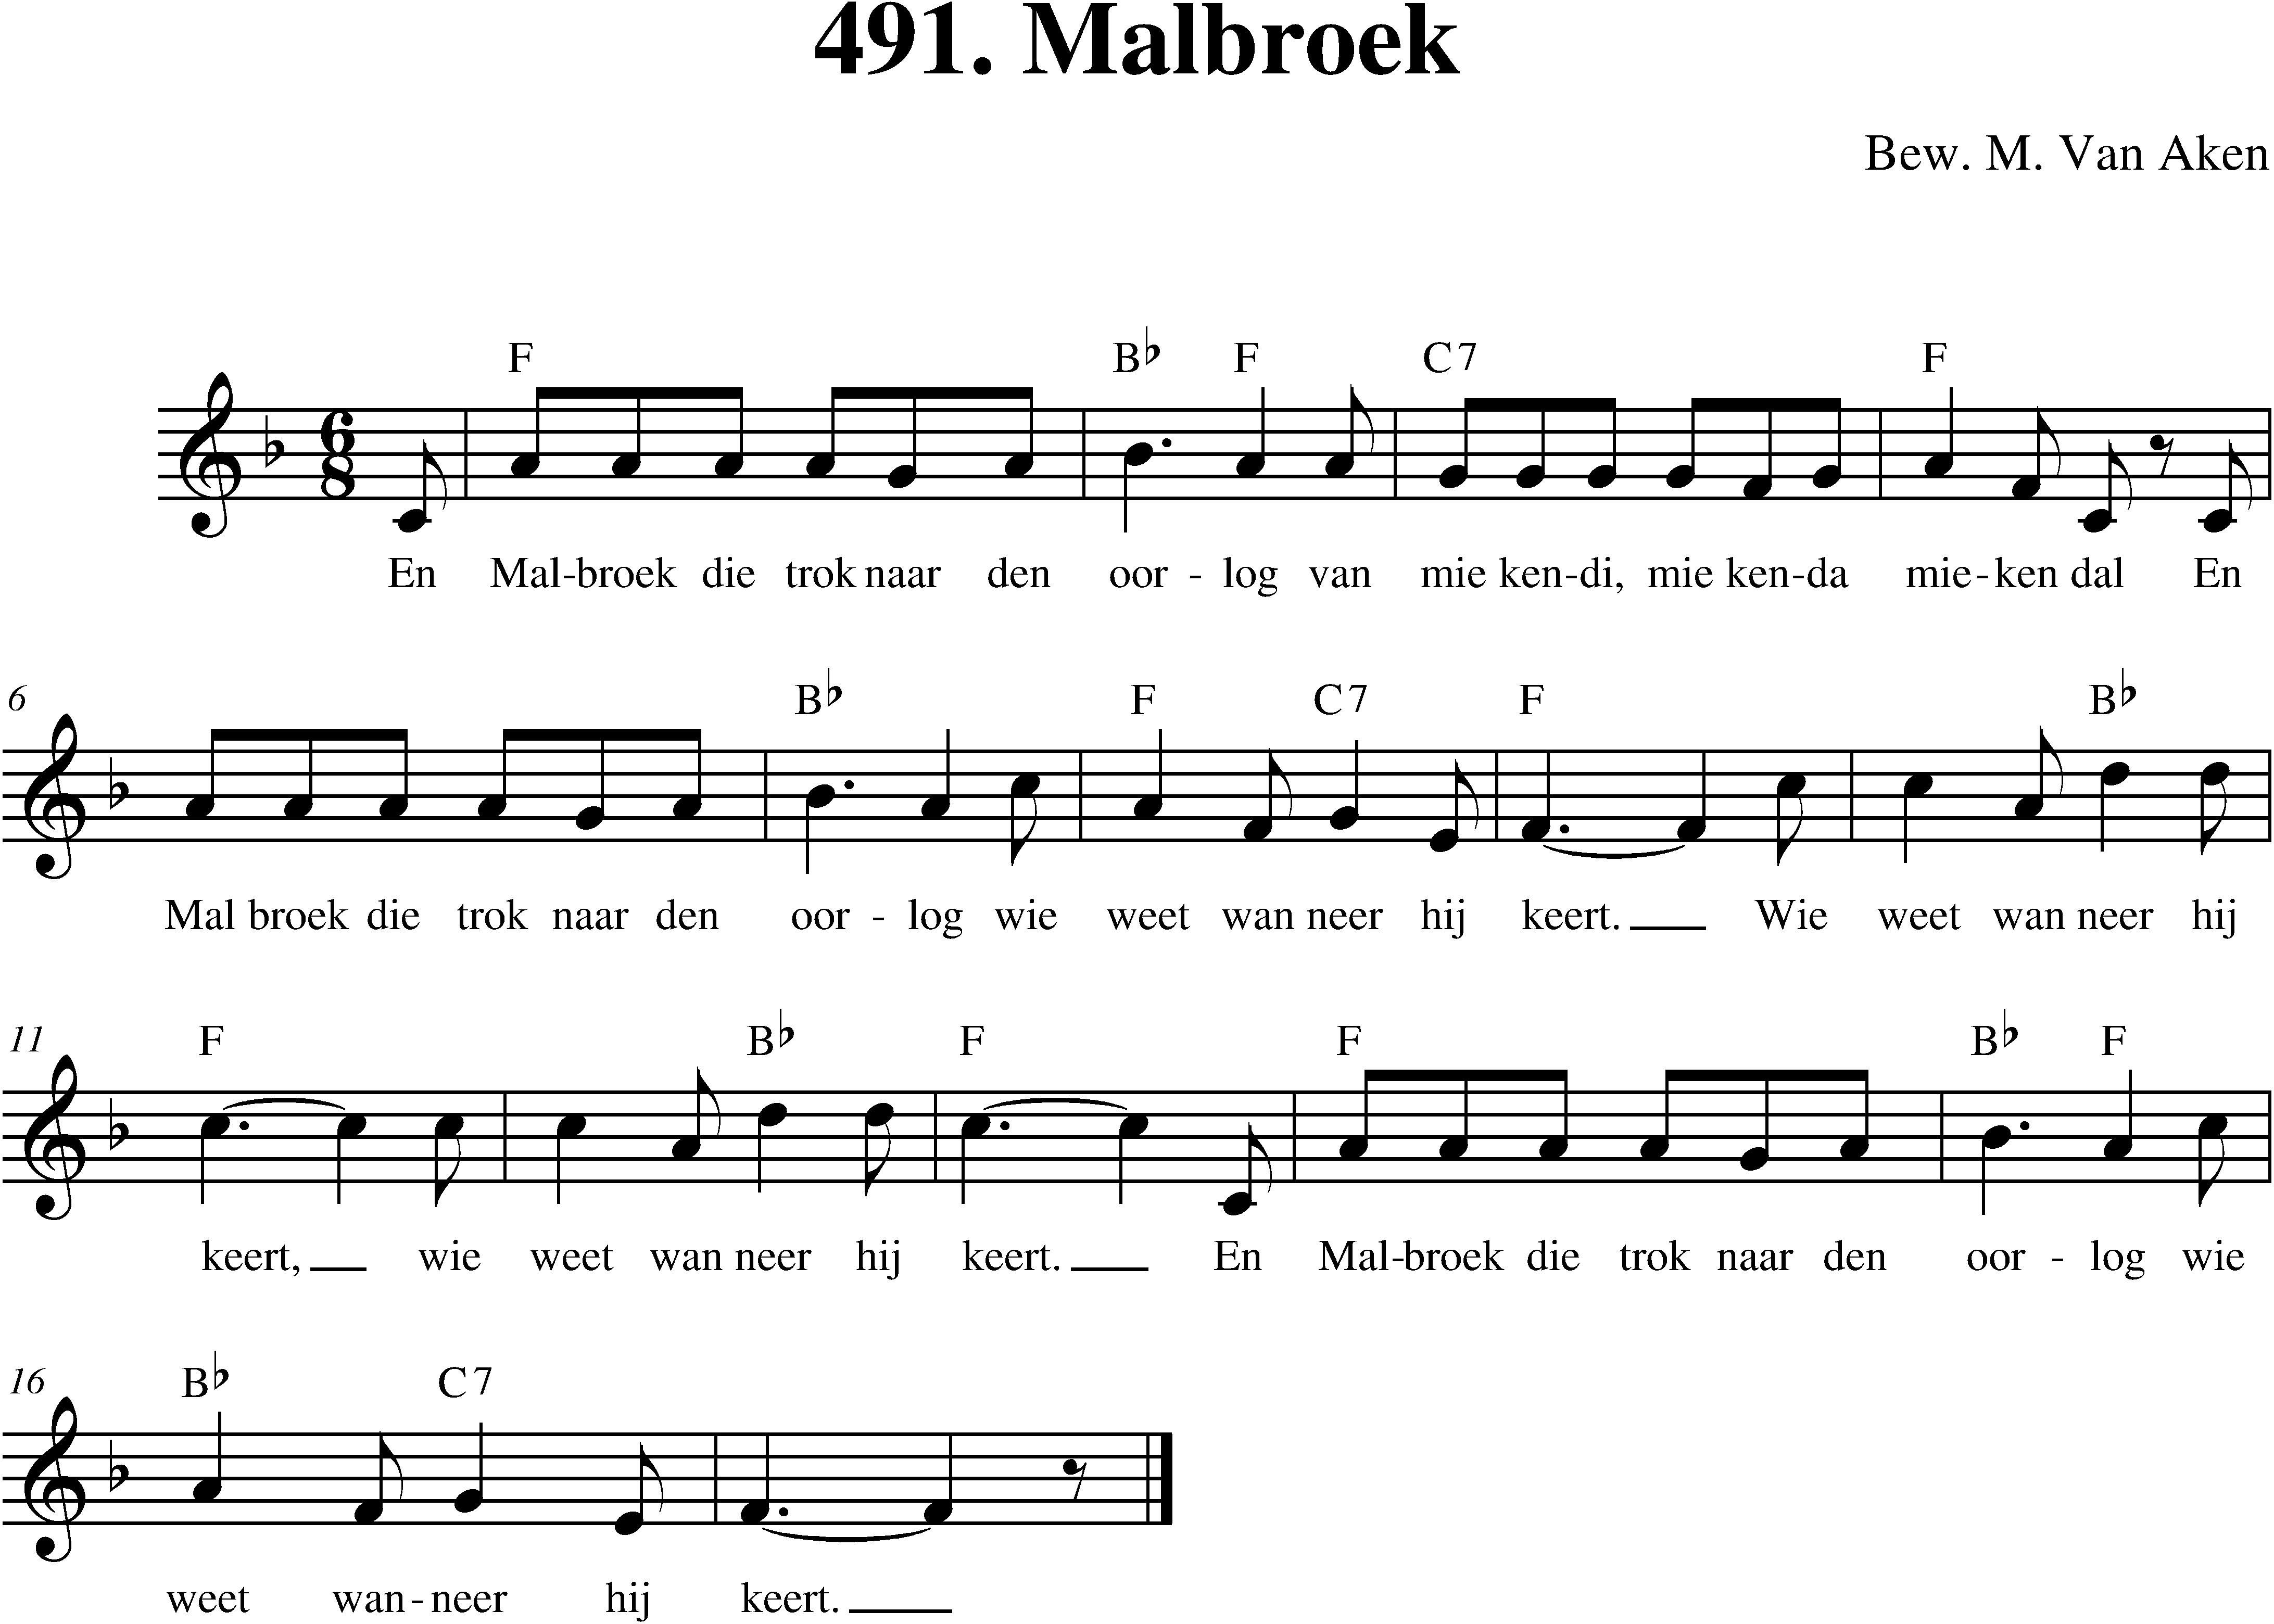 491. Malbroek
Bew. M. Van Aken
F B♭ F C7 F
6
8
En Mal-broek die trok naar den oor - log van mie ken-di, mie ken-da mie-ken dal En
6 B♭ F C7 F B♭
Mal broek die trok naar den oor - log wie weet wan neer hij keert. Wie weet wan neer hij
11 F B♭ F F B♭ F
keert, wie weet wan neer hij keert. En Mal-broek die trok naar den oor - log wie
16 B♭ C7
weet wan-neer hij keert.